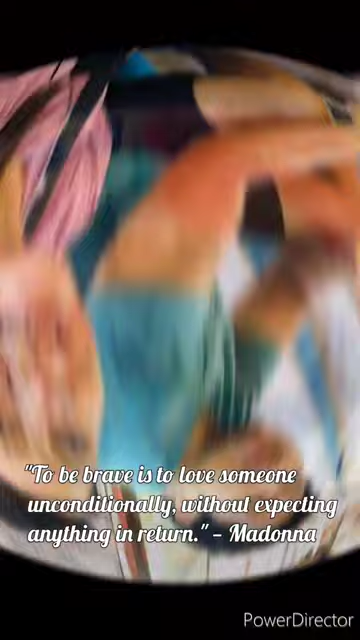 "To be brave is to love someone
unconditionally, without expecting
anything in return." – Madonna
PowerDirector